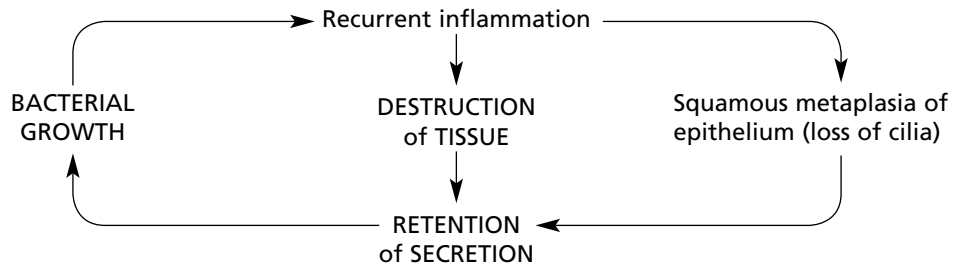 Recurrent inflammation
BACTERIAL
GROWTH
DESTRUCTION
of TISSUE
Squamous metaplasia of
epithelium (loss of cilia)
RETENTION
of SECRETION